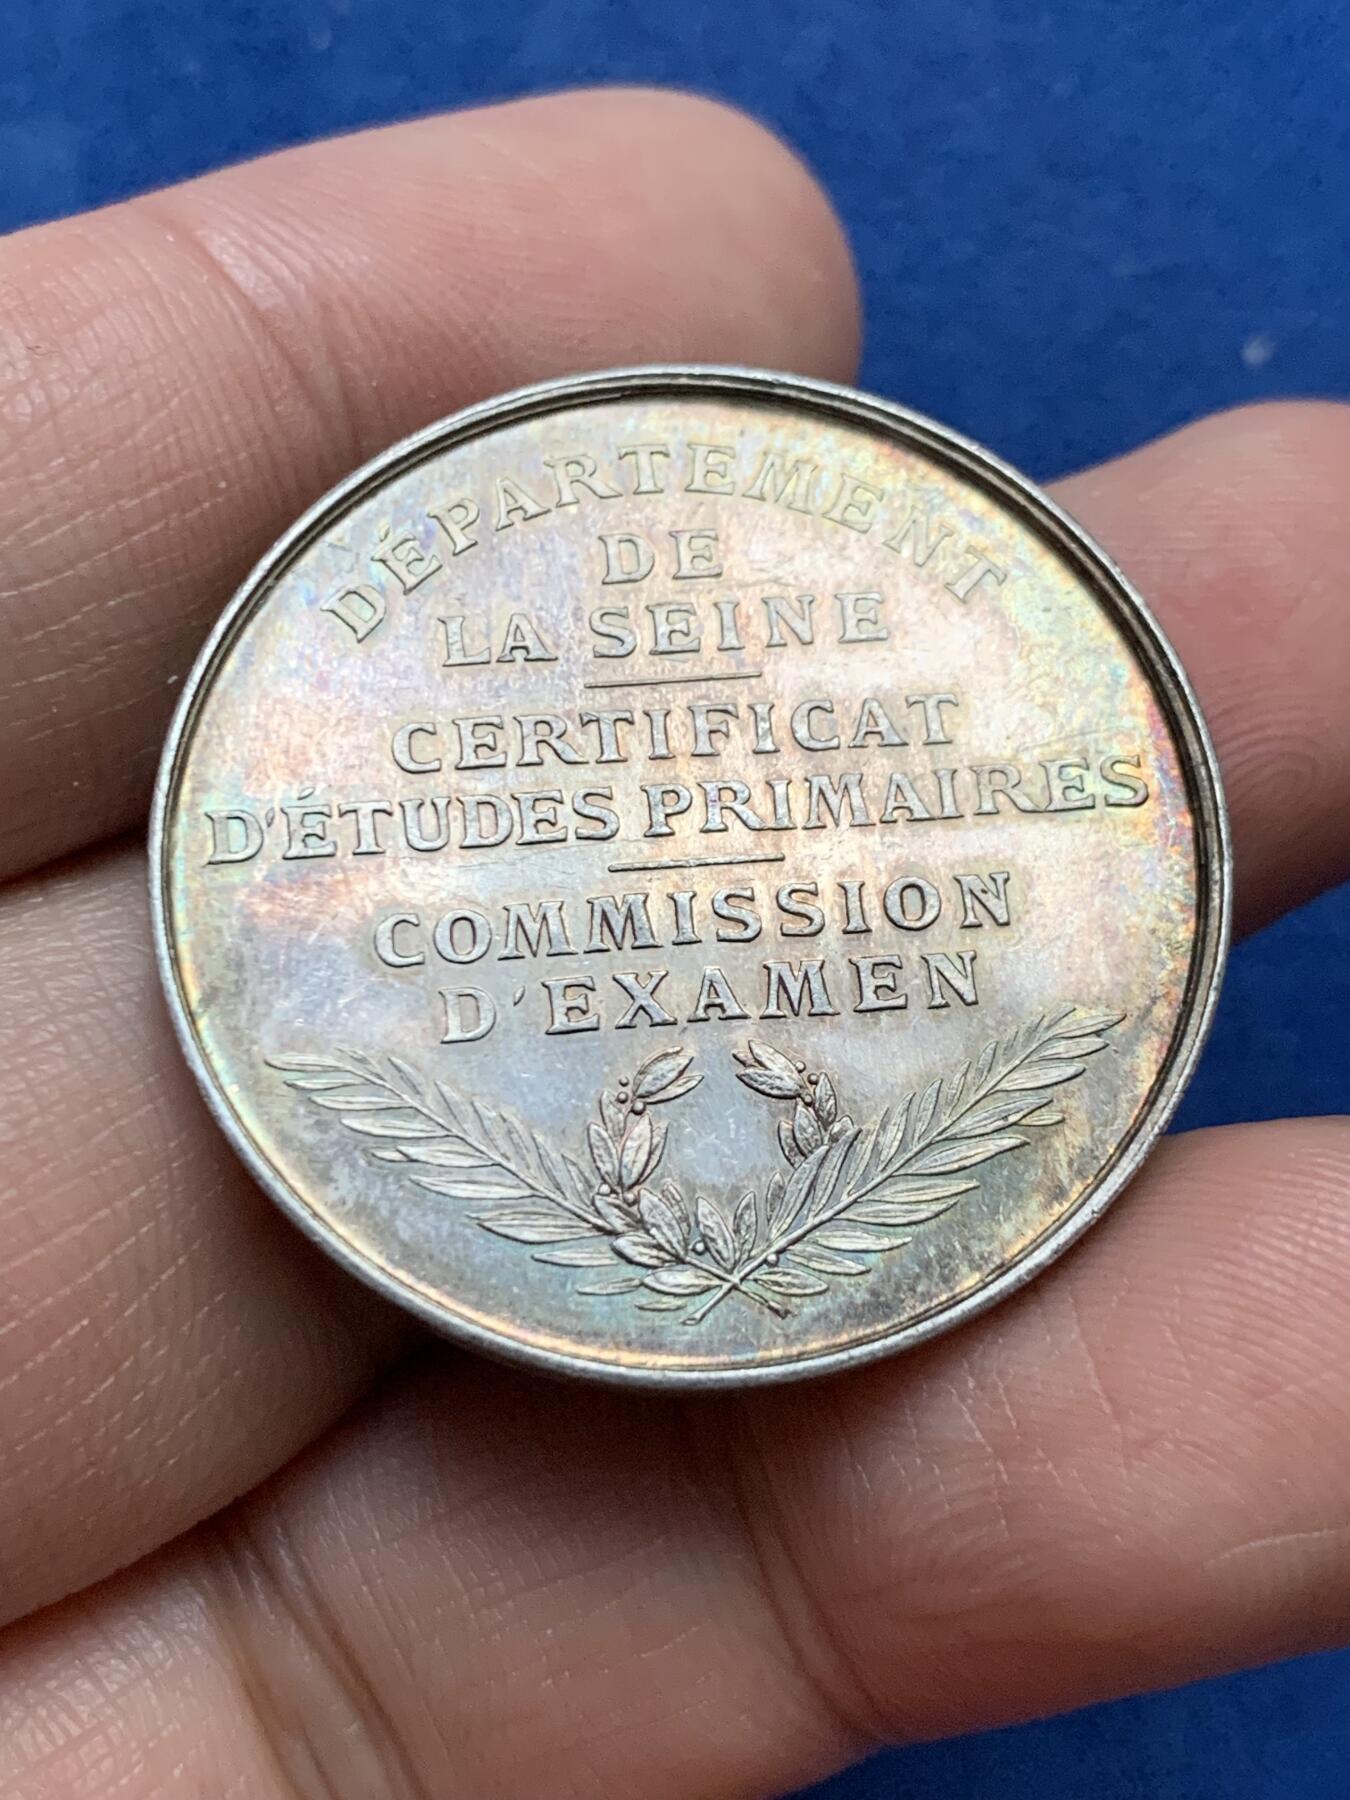 DÉPARTEMENT
DE
LA SEINE
CERTIFICAT
D'ÉTUDES PRIMAIRES
COMMISSION
D'EXAMEN